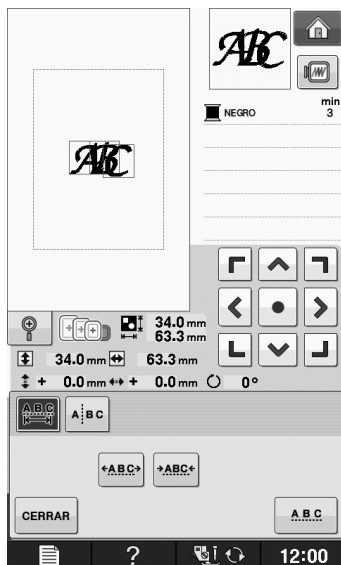 ABC
NEGRO
min
3
ABC
34.0 mm
63.3 mm
34.0 mm 63.3 mm
+ 0.0 mm + 0.0 mm 0°
ABC
A BC
ABC ABC
CERRAR
ABC
? 12:00